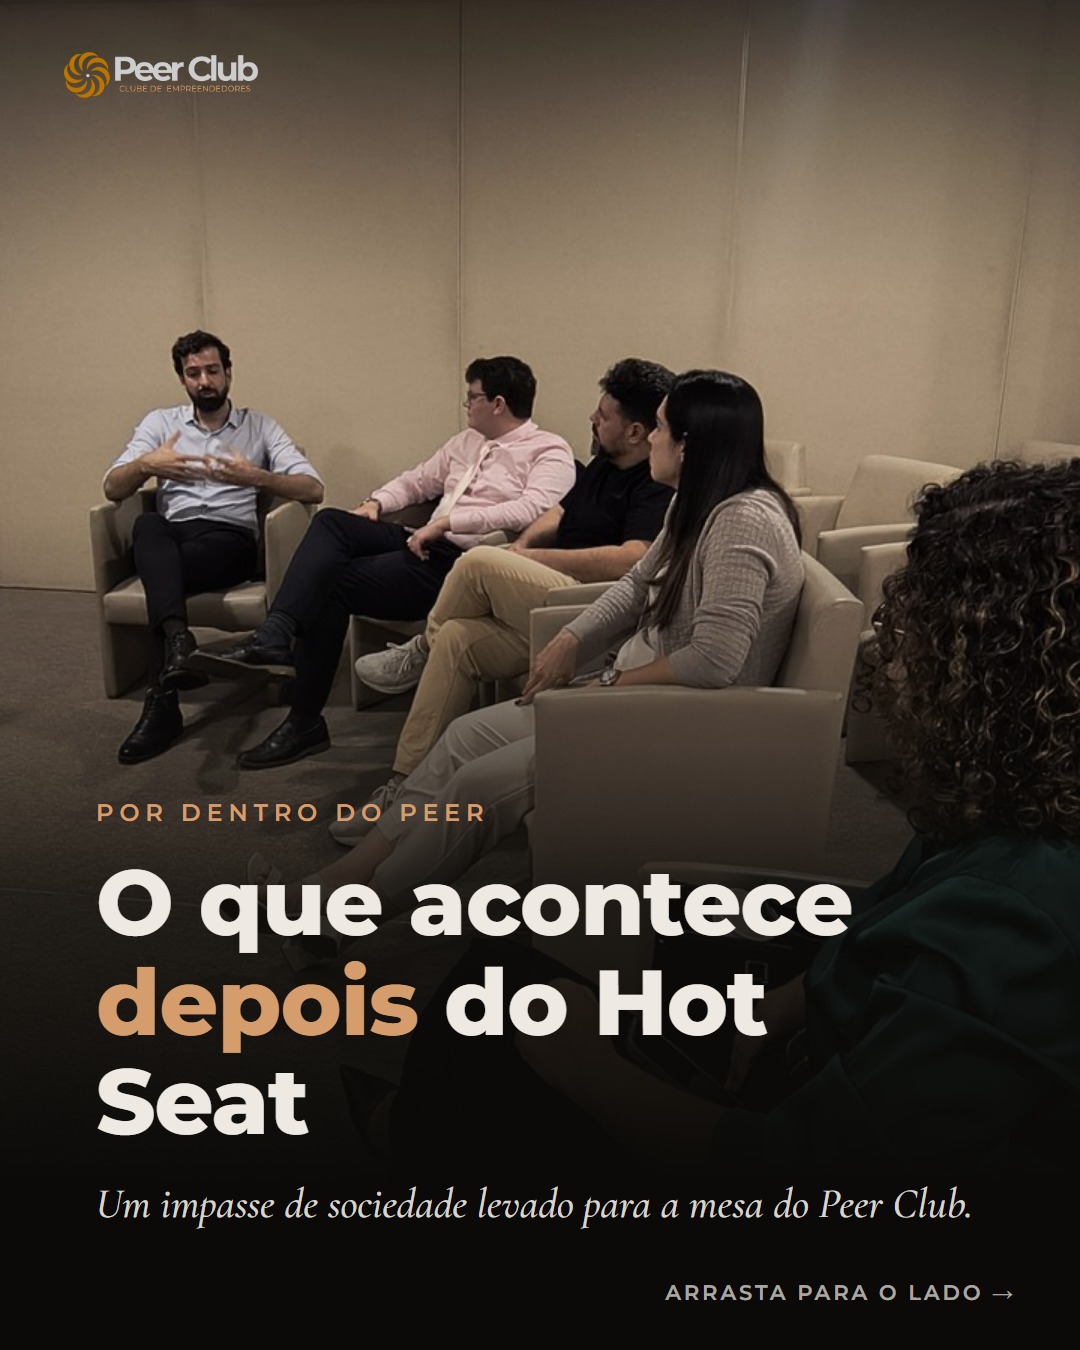 Peer Club
CLUBE DE EMPREENDEDORES
POR DENTRO DO PEER
O que acontece
depois do Hot
Seat
Um impasse de sociedade levado para a mesa do Peer Club.
ARRASTA PARA O LADO →